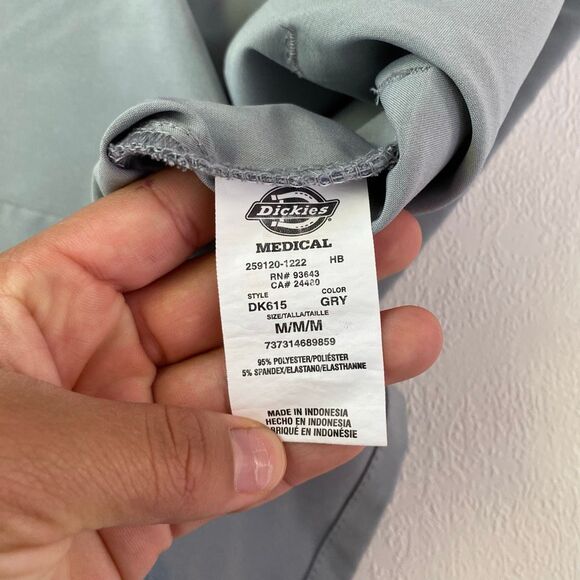 Dickies
MEDICAL
259120-1222 HB
RN# 93643
CA# 24480
STYLE COLOR
DK615 GRY
SIZE/TALLA/TAILLE
M/M/M
737314689859
95% POLYESTER/POLIÉSTER
5% SPANDEX/ELASTANO/ELASTHANNE
MADE IN INDONESIA
HECHO EN INDONESIA
EN INDONÉSIE